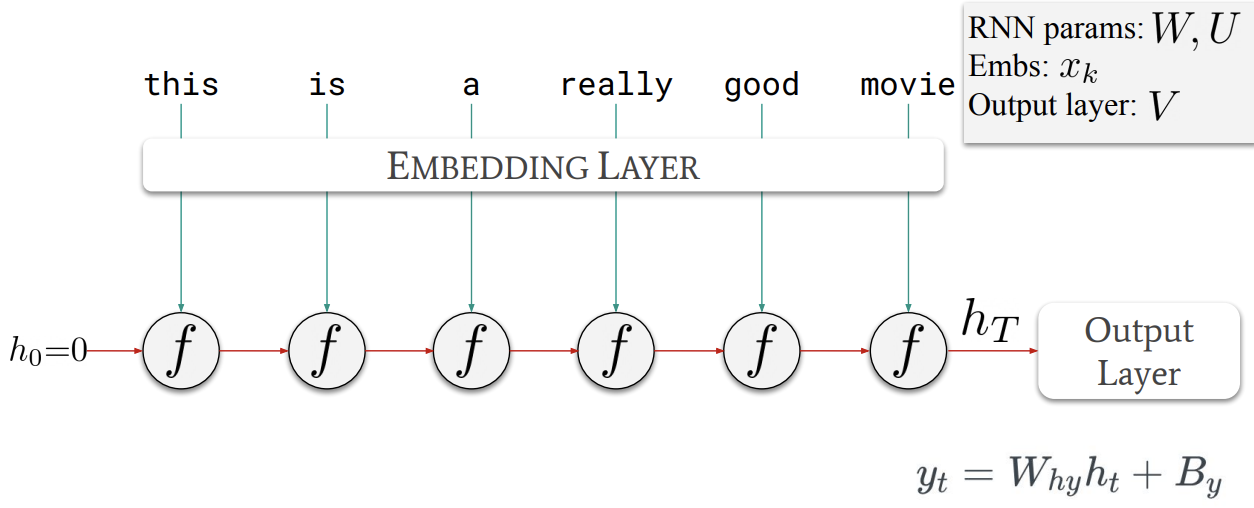 RNN params: W, U
Embs: x_k
Output layer: V
this is a really good movie
EMBEDDING LAYER
h_0=0 f f f f f f h_T
Output
Layer
y_t = W_{hy}h_t + B_y